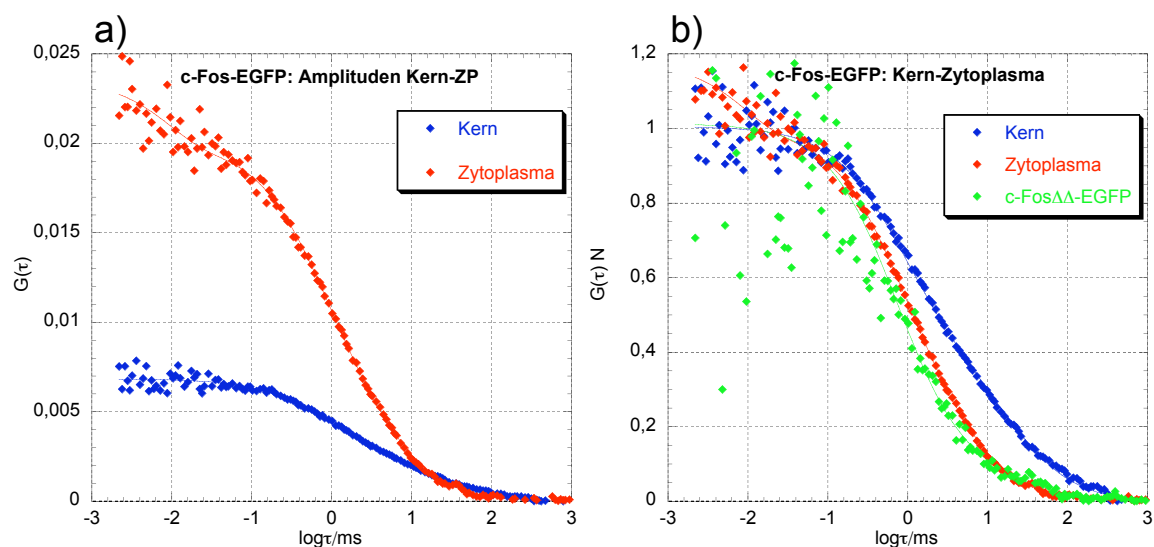 a)
c-Fos-EGFP: Amplituden Kern-ZP
Kern
Zytoplasma
0,025
0,02
0,015
0,01
0,005
0
G(τ)
-3 -2 -1 0 1 2 3
logτ/ms
b)
c-Fos-EGFP: Kern-Zytoplasma
Kern
Zytoplasma
c-FosΔΔ-EGFP
1,2
1
0,8
0,6
0,4
0,2
0
G(τ) N
-3 -2 -1 0 1 2 3
logτ/ms